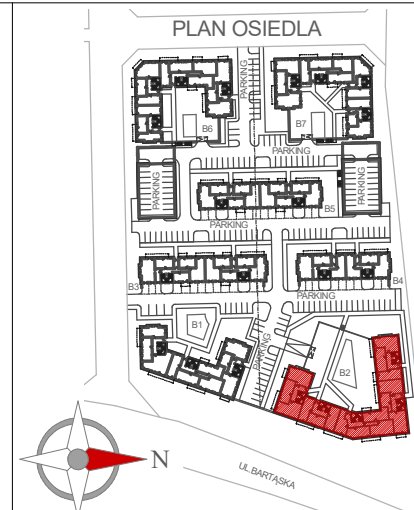 PLAN OSIEDLA
PARKING
B6
B7
PARKING
PARKING
PARKING
PARKING
B5
PARKING
B3
B4
PARKING
B1
PARKING
B2
N
UL.BARTĄSKA